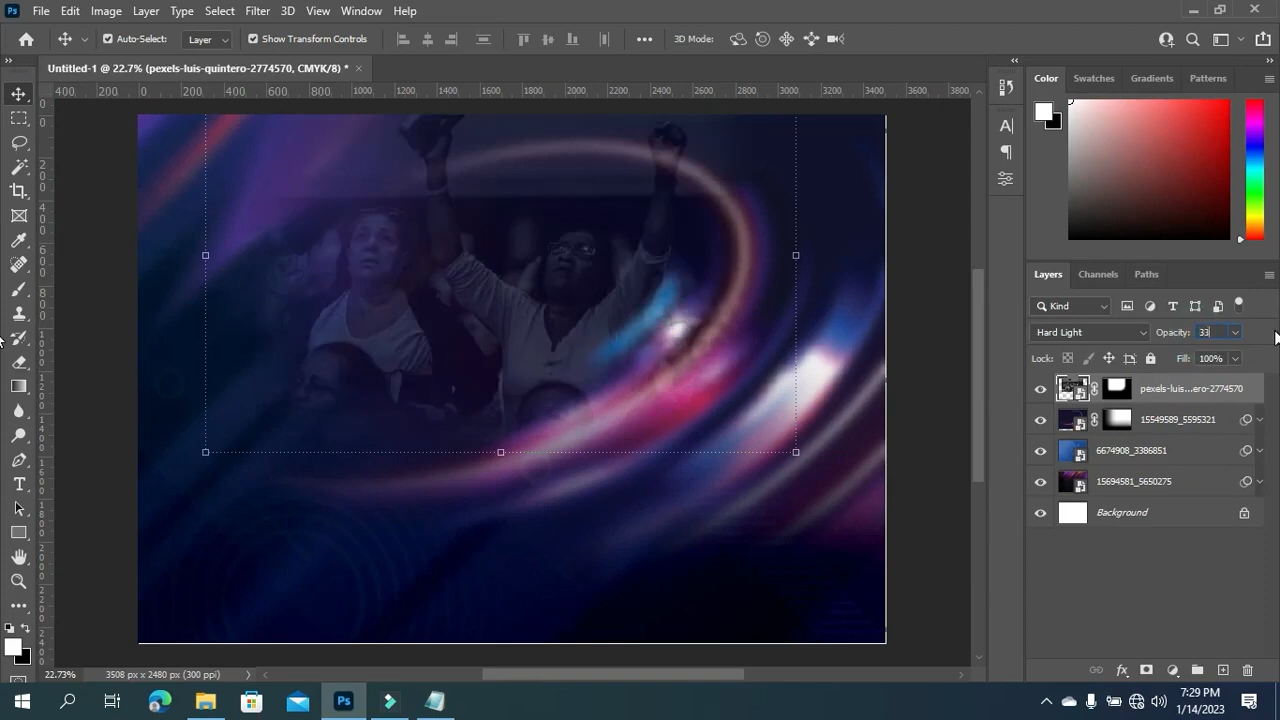 Ps File Edit Image Layer Type Select Filter 3D View Window Help
Auto-Select: Layer Show Transform Controls 3D Mode:
Untitled-1 @ 22.7% (pexels-luis-quintero-2774570, CMYK/8) *
400 200 0 200 400 600 800 1000 1200 1400 1600 1800 2000 2200 2400 2600 2800 3000 3200 3400 3600 3800
Color Swatches Gradients Patterns
Layers Channels Paths
Kind
Hard Light Opacity: 33
Lock: Fill: 100%
pexels-luis...ero-2774570
15549589_5595321
6674908_3386851
15694581_5650275
Background
22.73% 3508 px x 2480 px (300 ppi)
7:29 PM
1/14/2023